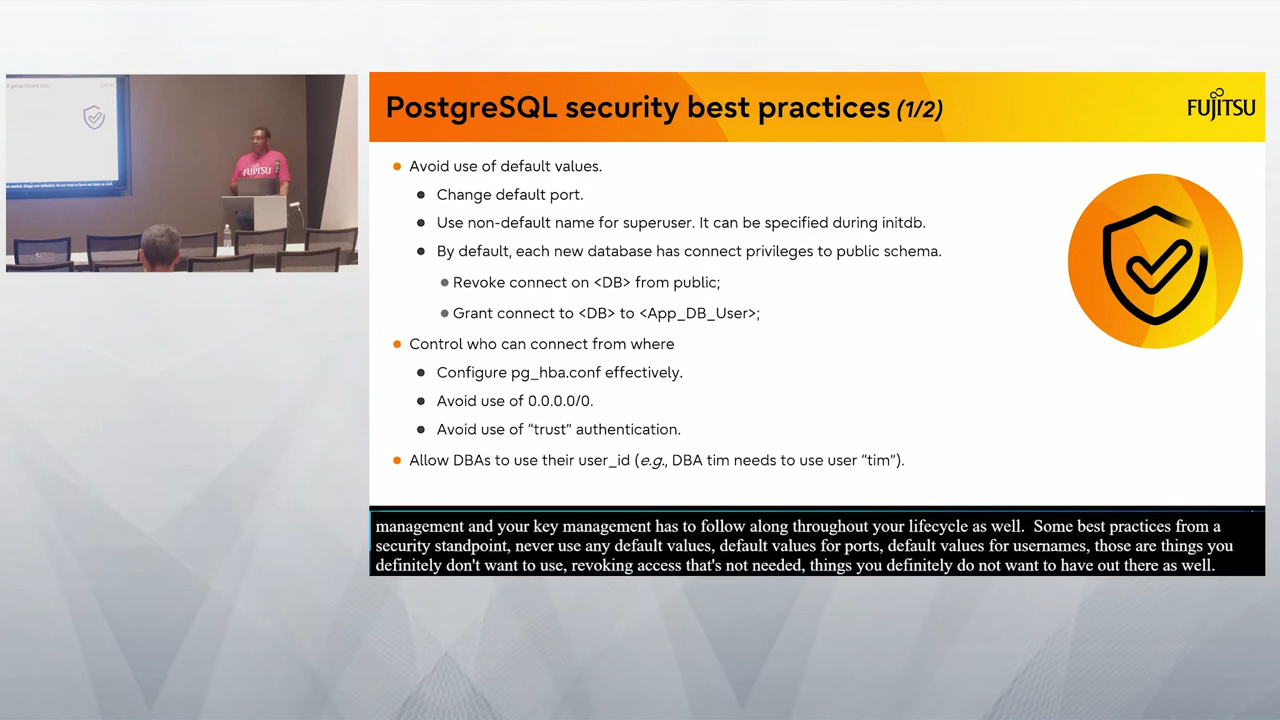 PostgreSQL security best practices (1/2)
FUJITSU
Avoid use of default values.
Change default port.
Use non-default name for superuser. It can be specified during initdb.
By default, each new database has connect privileges to public schema.
Revoke connect on <DB> from public;
Grant connect to <DB> to <App_DB_User>;
Control who can connect from where
Configure pg_hba.conf effectively.
Avoid use of 0.0.0.0/0.
Avoid use of “trust” authentication.
Allow DBAs to use their user_id (e.g., DBA tim needs to use user “tim”).
management and your key management has to follow along throughout your lifecycle as well.  Some best practices from a
security standpoint, never use any default values, default values for ports, default values for usernames, those are things you
definitely don't want to use, revoking access that's not needed, things you definitely do not want to have out there as well.
FUJITSU